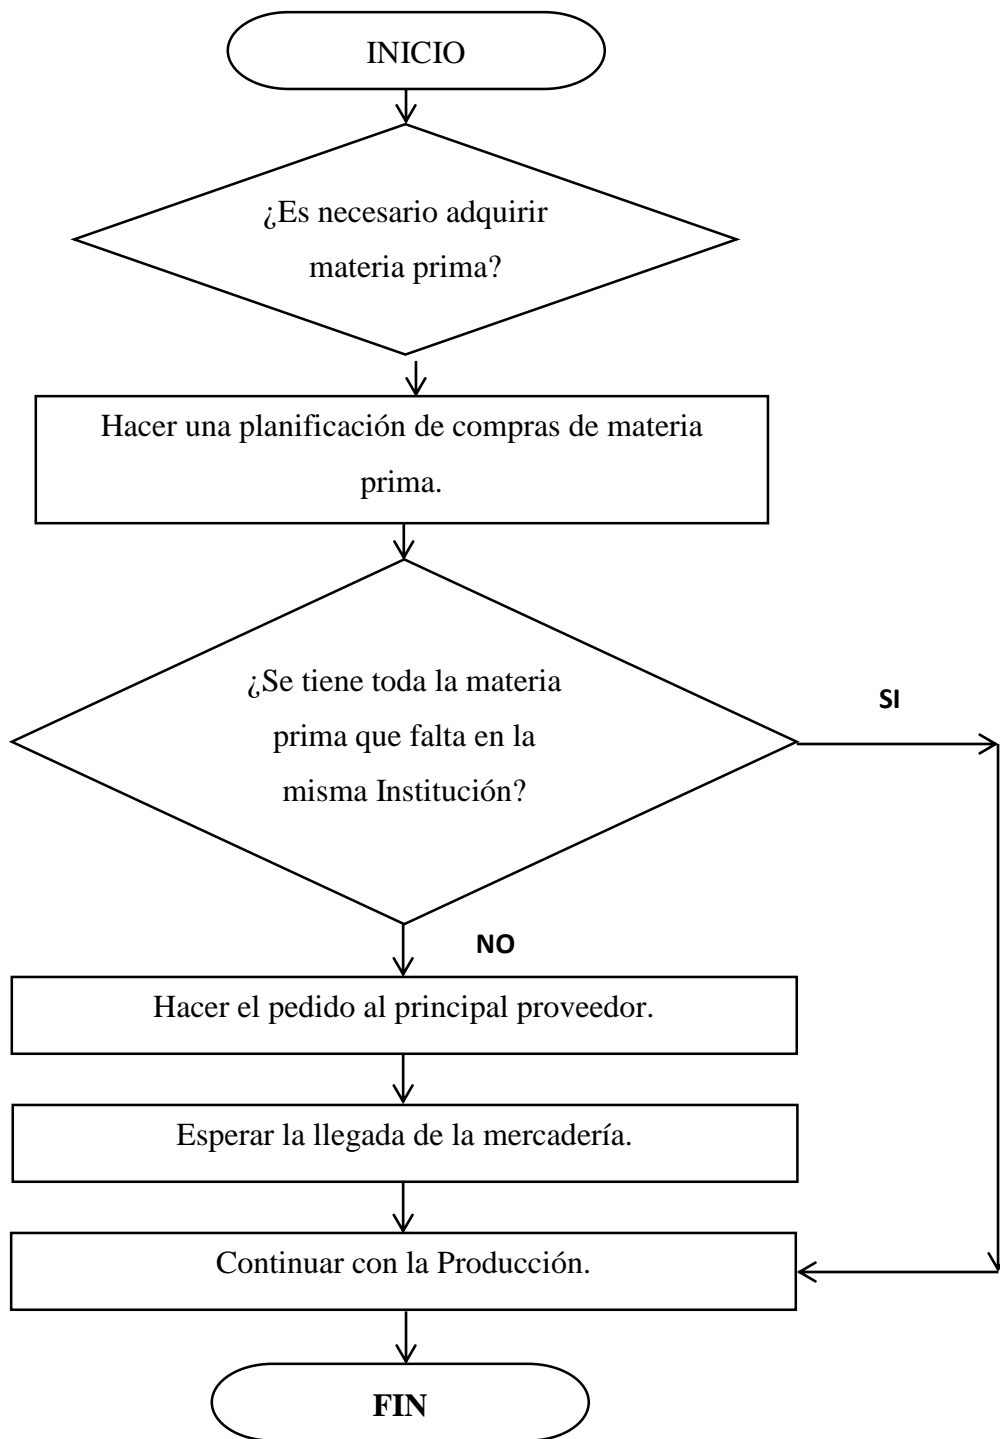 INICIO
¿Es necesario adquirir
materia prima?
Hacer una planificación de compras de materia
prima.
¿Se tiene toda la materia
prima que falta en la
misma Institución?
SI
NO
Hacer el pedido al principal proveedor.
Esperar la llegada de la mercadería.
Continuar con la Producción.
FIN